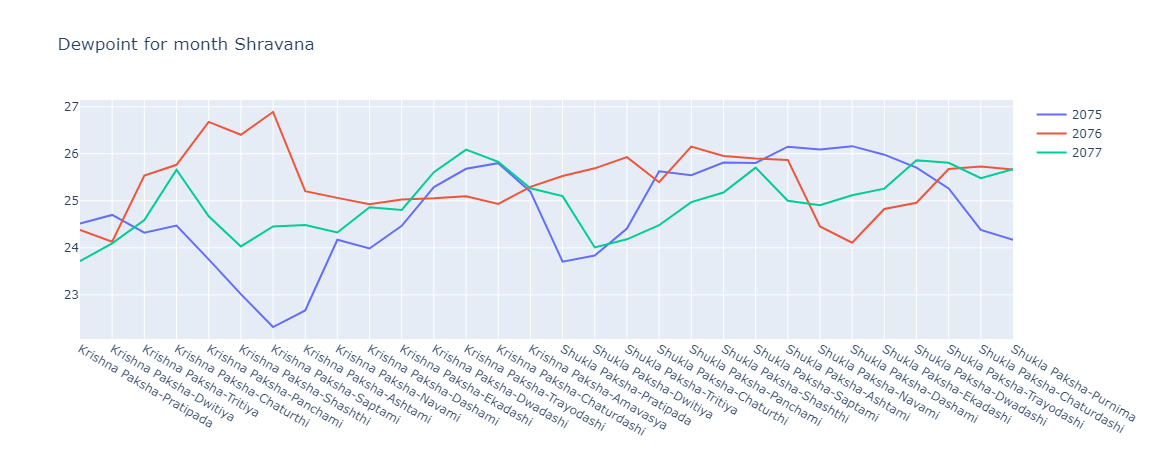 Dewpoint for month Shravana
27
26
25
24
23
2075
2076
2077
Krishna Paksha-Pratipada
Krishna Paksha-Dwitiya
Krishna Paksha-Tritiya
Krishna Paksha-Chaturthi
Krishna Paksha-Panchami
Krishna Paksha-Shashthi
Krishna Paksha-Saptami
Krishna Paksha-Ashtami
Krishna Paksha-Navami
Krishna Paksha-Dashami
Krishna Paksha-Ekadashi
Krishna Paksha-Dwadashi
Krishna Paksha-Trayodashi
Krishna Paksha-Chaturdashi
Krishna Paksha-Amavasya
Shukla Paksha-Pratipada
Shukla Paksha-Dwitiya
Shukla Paksha-Tritiya
Shukla Paksha-Chaturthi
Shukla Paksha-Panchami
Shukla Paksha-Shashthi
Shukla Paksha-Saptami
Shukla Paksha-Ashtami
Shukla Paksha-Navami
Shukla Paksha-Dashami
Shukla Paksha-Ekadashi
Shukla Paksha-Dwadashi
Shukla Paksha-Trayodashi
Shukla Paksha-Chaturdashi
Shukla Paksha-Purnima